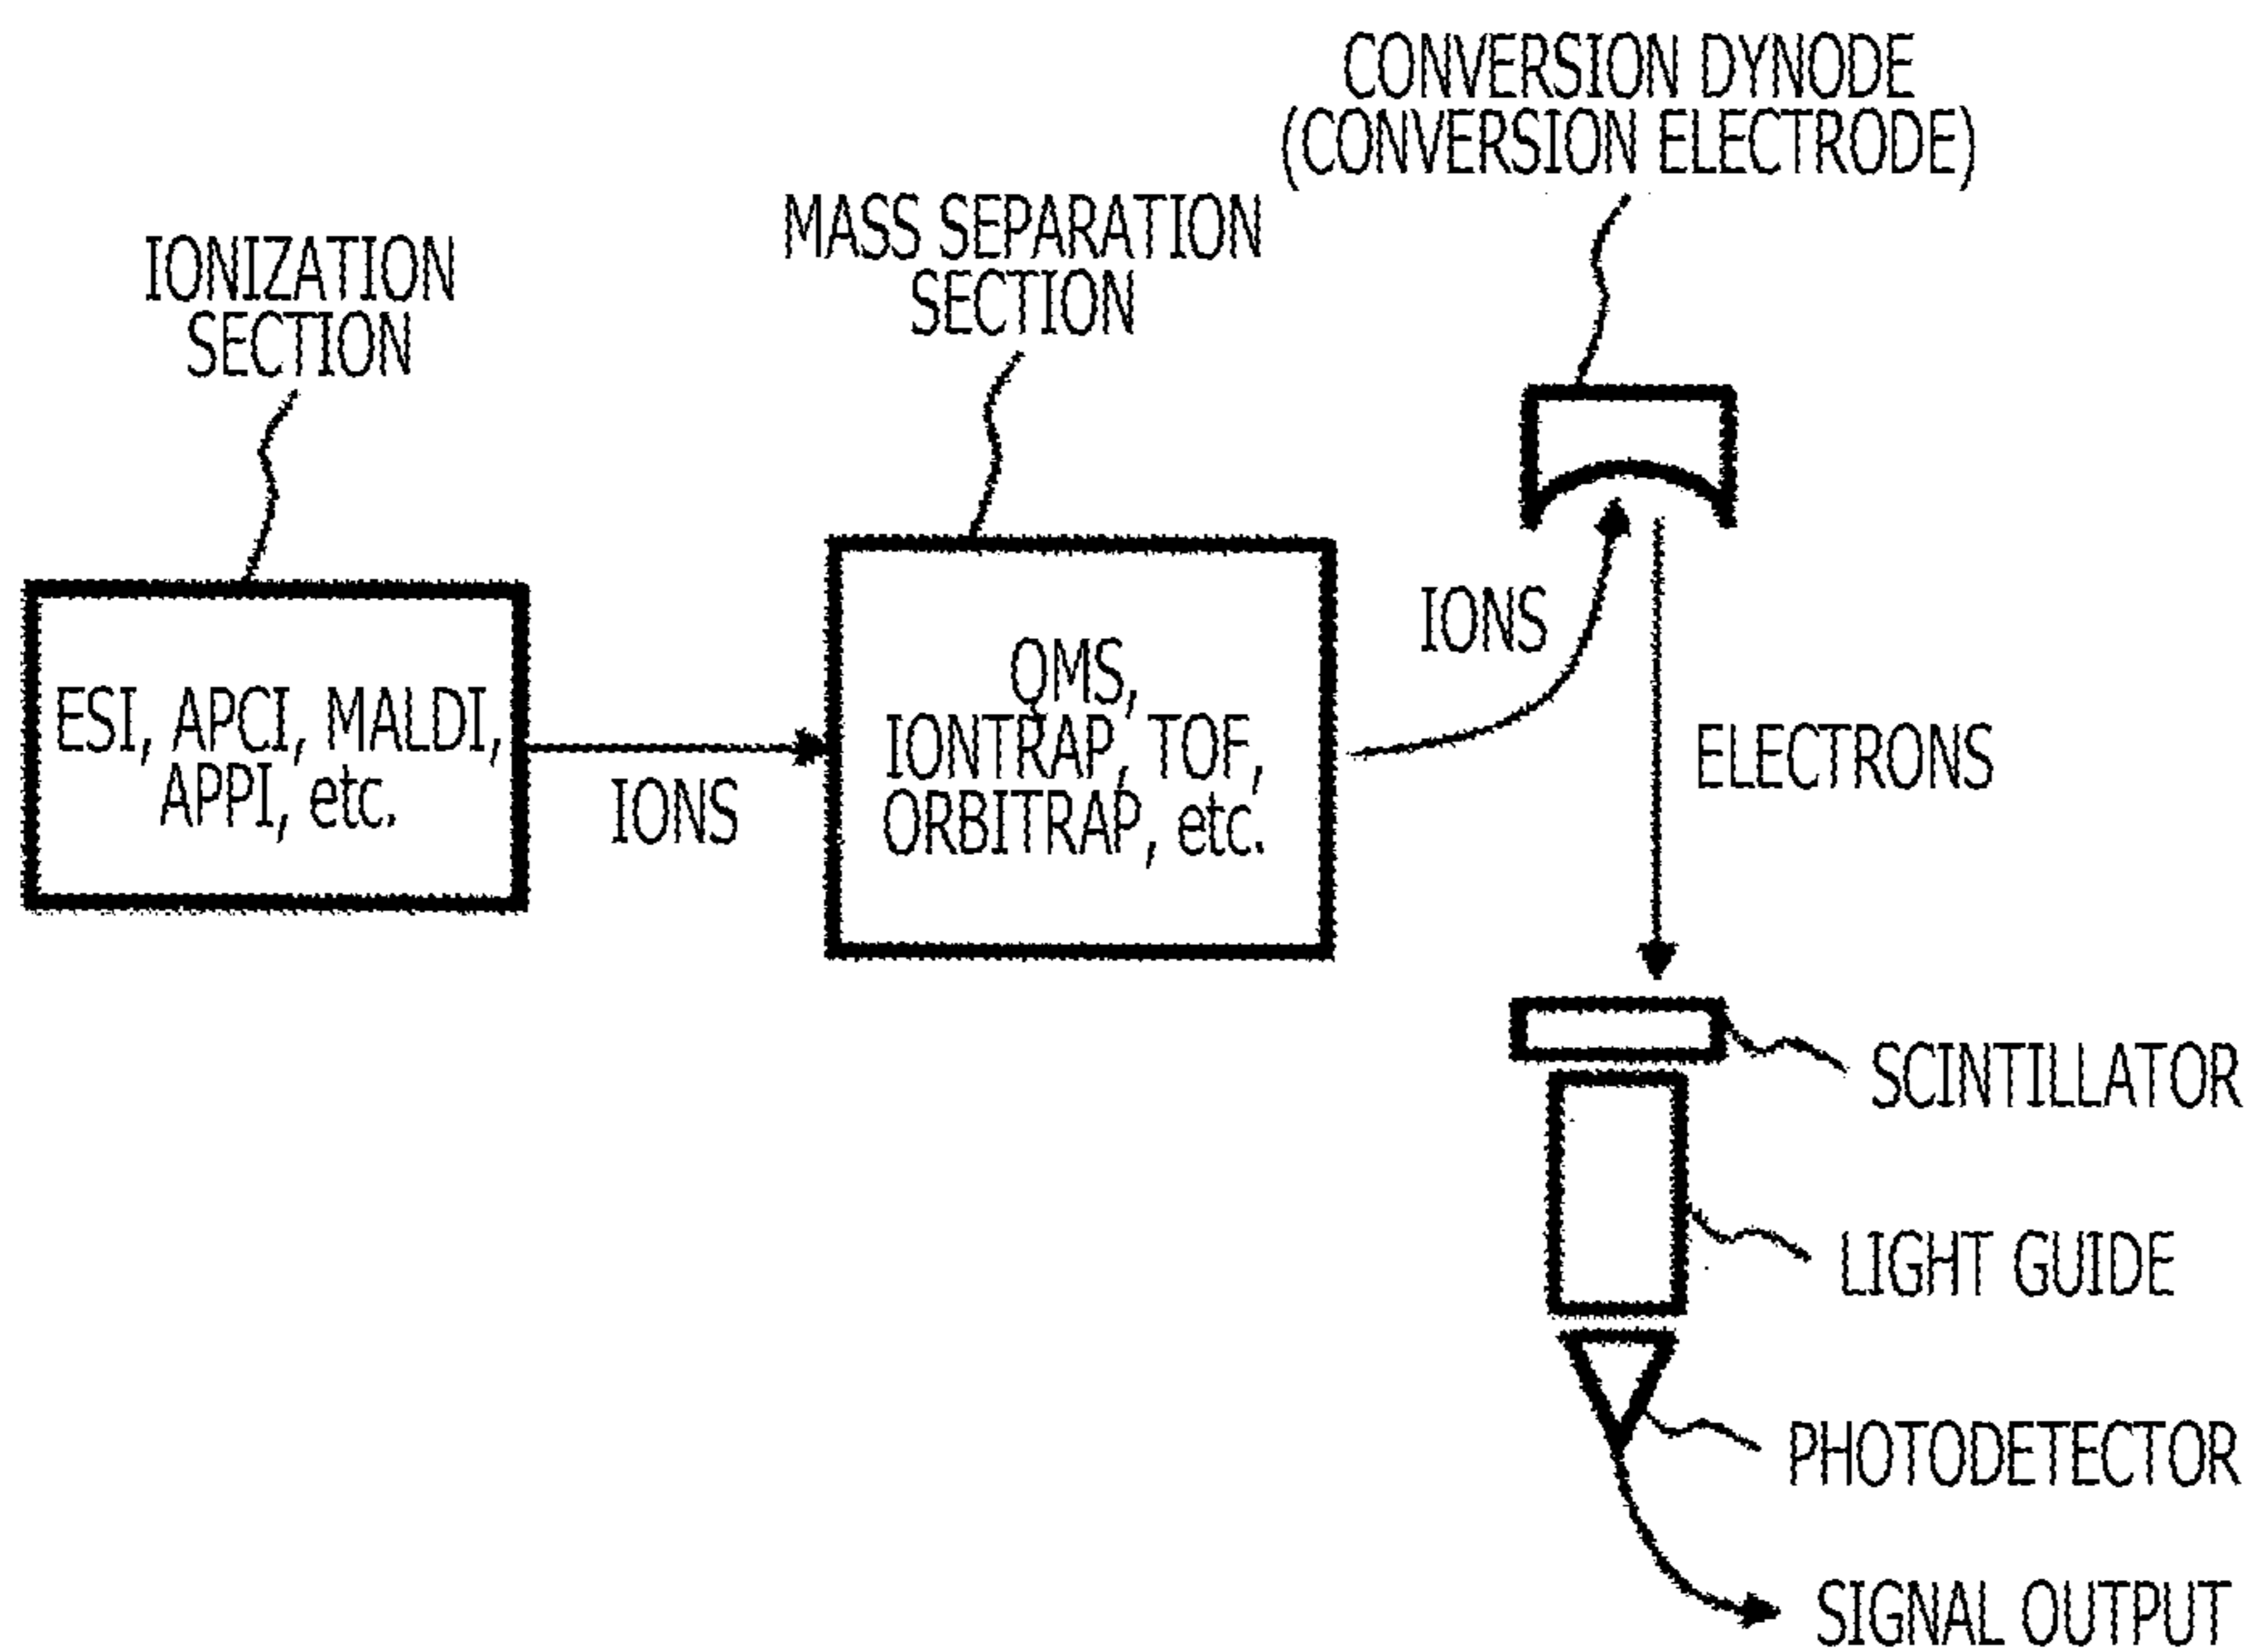 CONVERSION DYNODE
(CONVERSION ELECTRODE)
MASS SEPARATION
SECTION
IONIZATION
SECTION
IONS
QMS,
IONTRAP, TOF,
ORBITRAP, etc.
ESI, APCI, MALDI,
APPI, etc.
IONS
ELECTRONS
SCINTILLATOR
LIGHT GUIDE
PHOTODETECTOR
SIGNAL OUTPUT